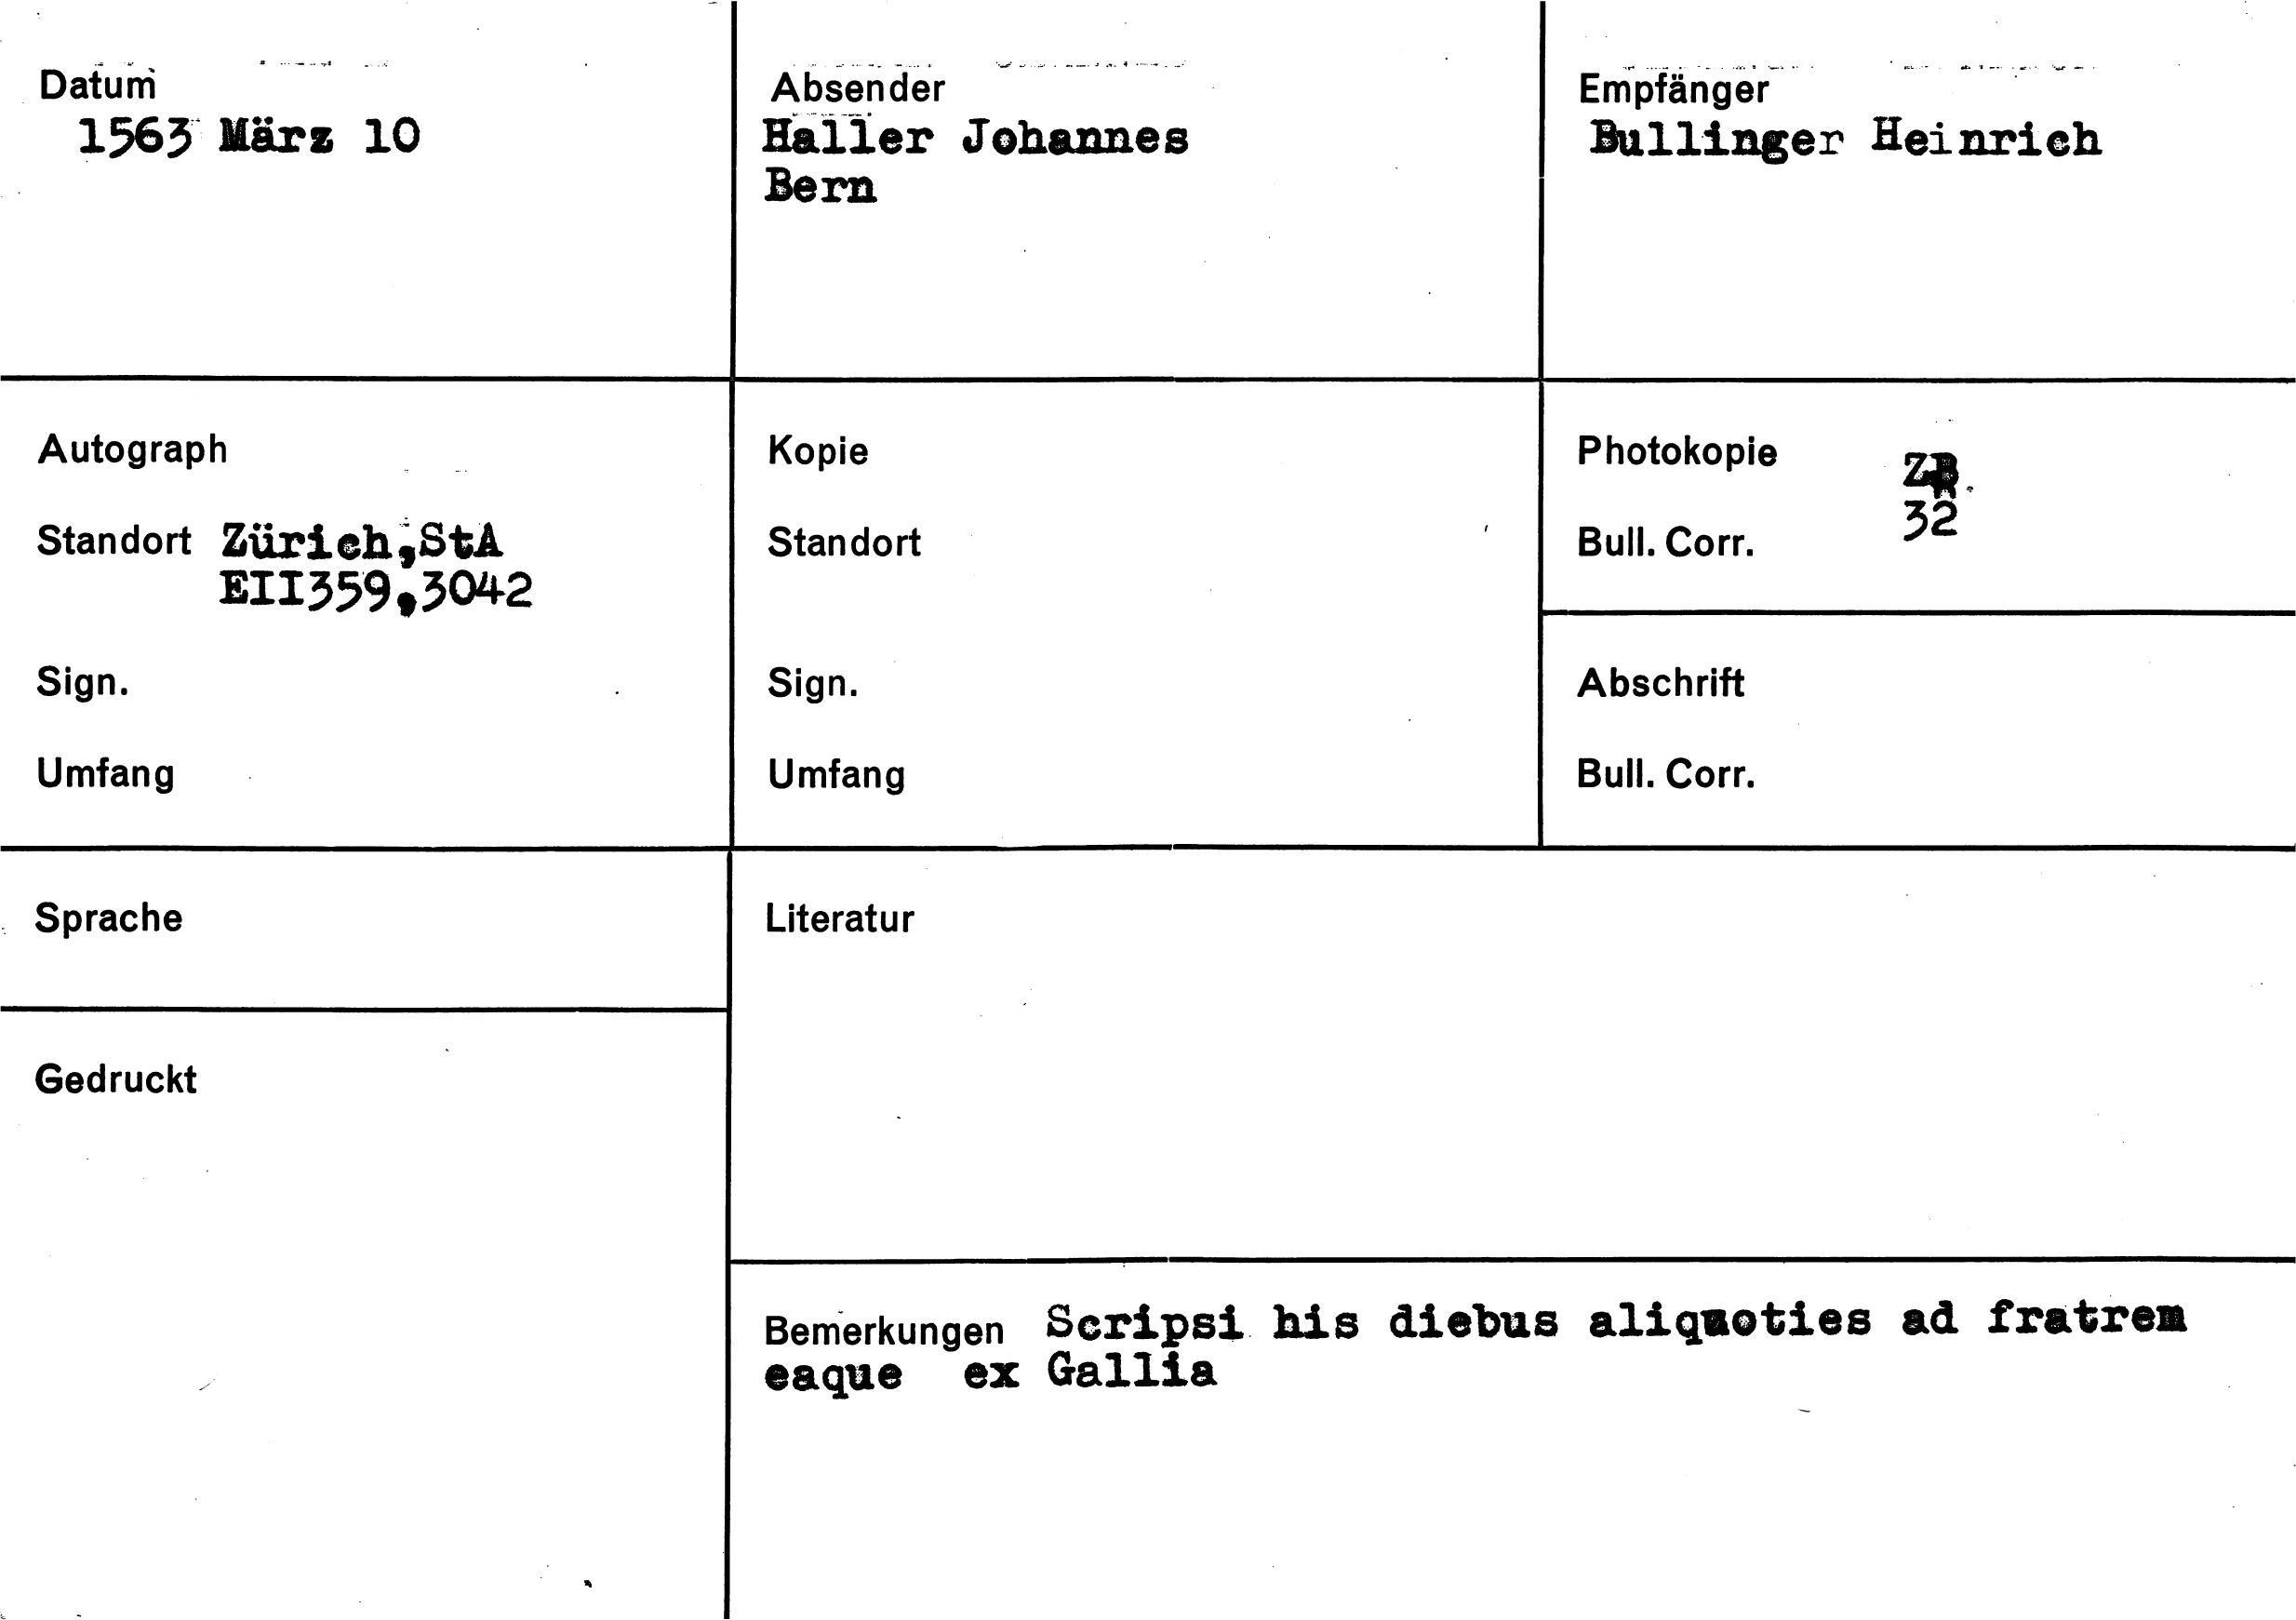 Datum
1563 März 10
Absender
Haller Johannes
Bern
Empfänger
Bullinger Heinrich
Autograph
Standort Zürich,StA
EII359,3042
Sign.
Umfang
Kopie
Standort
Sign.
Umfang
Photokopie ZB
Bull. Corr. 32
Abschrift
Bull. Corr.
Sprache
Gedruckt
Literatur
Bemerkungen Scripsi his diebus aliquoties ad fratrem
eaque ex Gallia